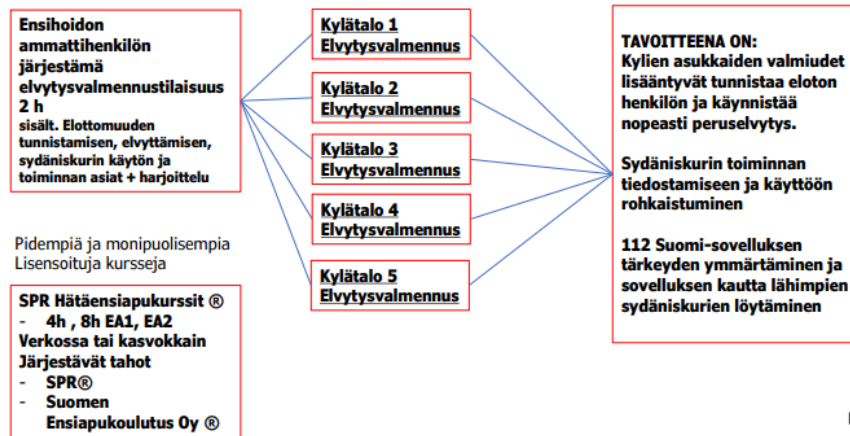 Ensihoidon
ammattihenkilön
järjestämä
elvytysvalmennustilaisuus
2 h
sisält. Elottomuuden
tunnistamisen, elvyttämisen,
sydäniskurin käytön ja
toiminnan asiat + harjoittelu
Pidempiä ja monipuolisempia
Lisensoituja kursseja
SPR Hätäensiapukurssit ®
- 4h , 8h EA1, EA2
Verkossa tai kasvokkain
Järjestävät tahot
- SPR®
- Suomen
Ensiapukoulutus Oy ®
Kylätalo 1
Elvytysvalmennus
Kylätalo 2
Elvytysvalmennus
Kylätalo 3
Elvytysvalmennus
Kylätalo 4
Elvytysvalmennus
Kylätalo 5
Elvytysvalmennus
TAVOITTEENA ON:
Kylien asukkaiden valmiudet
lisääntyvät tunnistaa eloton
henkilön ja käynnistää
nopeasti peruselvytys.
Sydäniskurin toiminnan
tiedostamiseen ja käyttöön
rohkaistuminen
112 Suomi-sovelluksen
tärkeyden ymmärtäminen ja
sovelluksen kautta lähimpien
sydäniskurien löytäminen